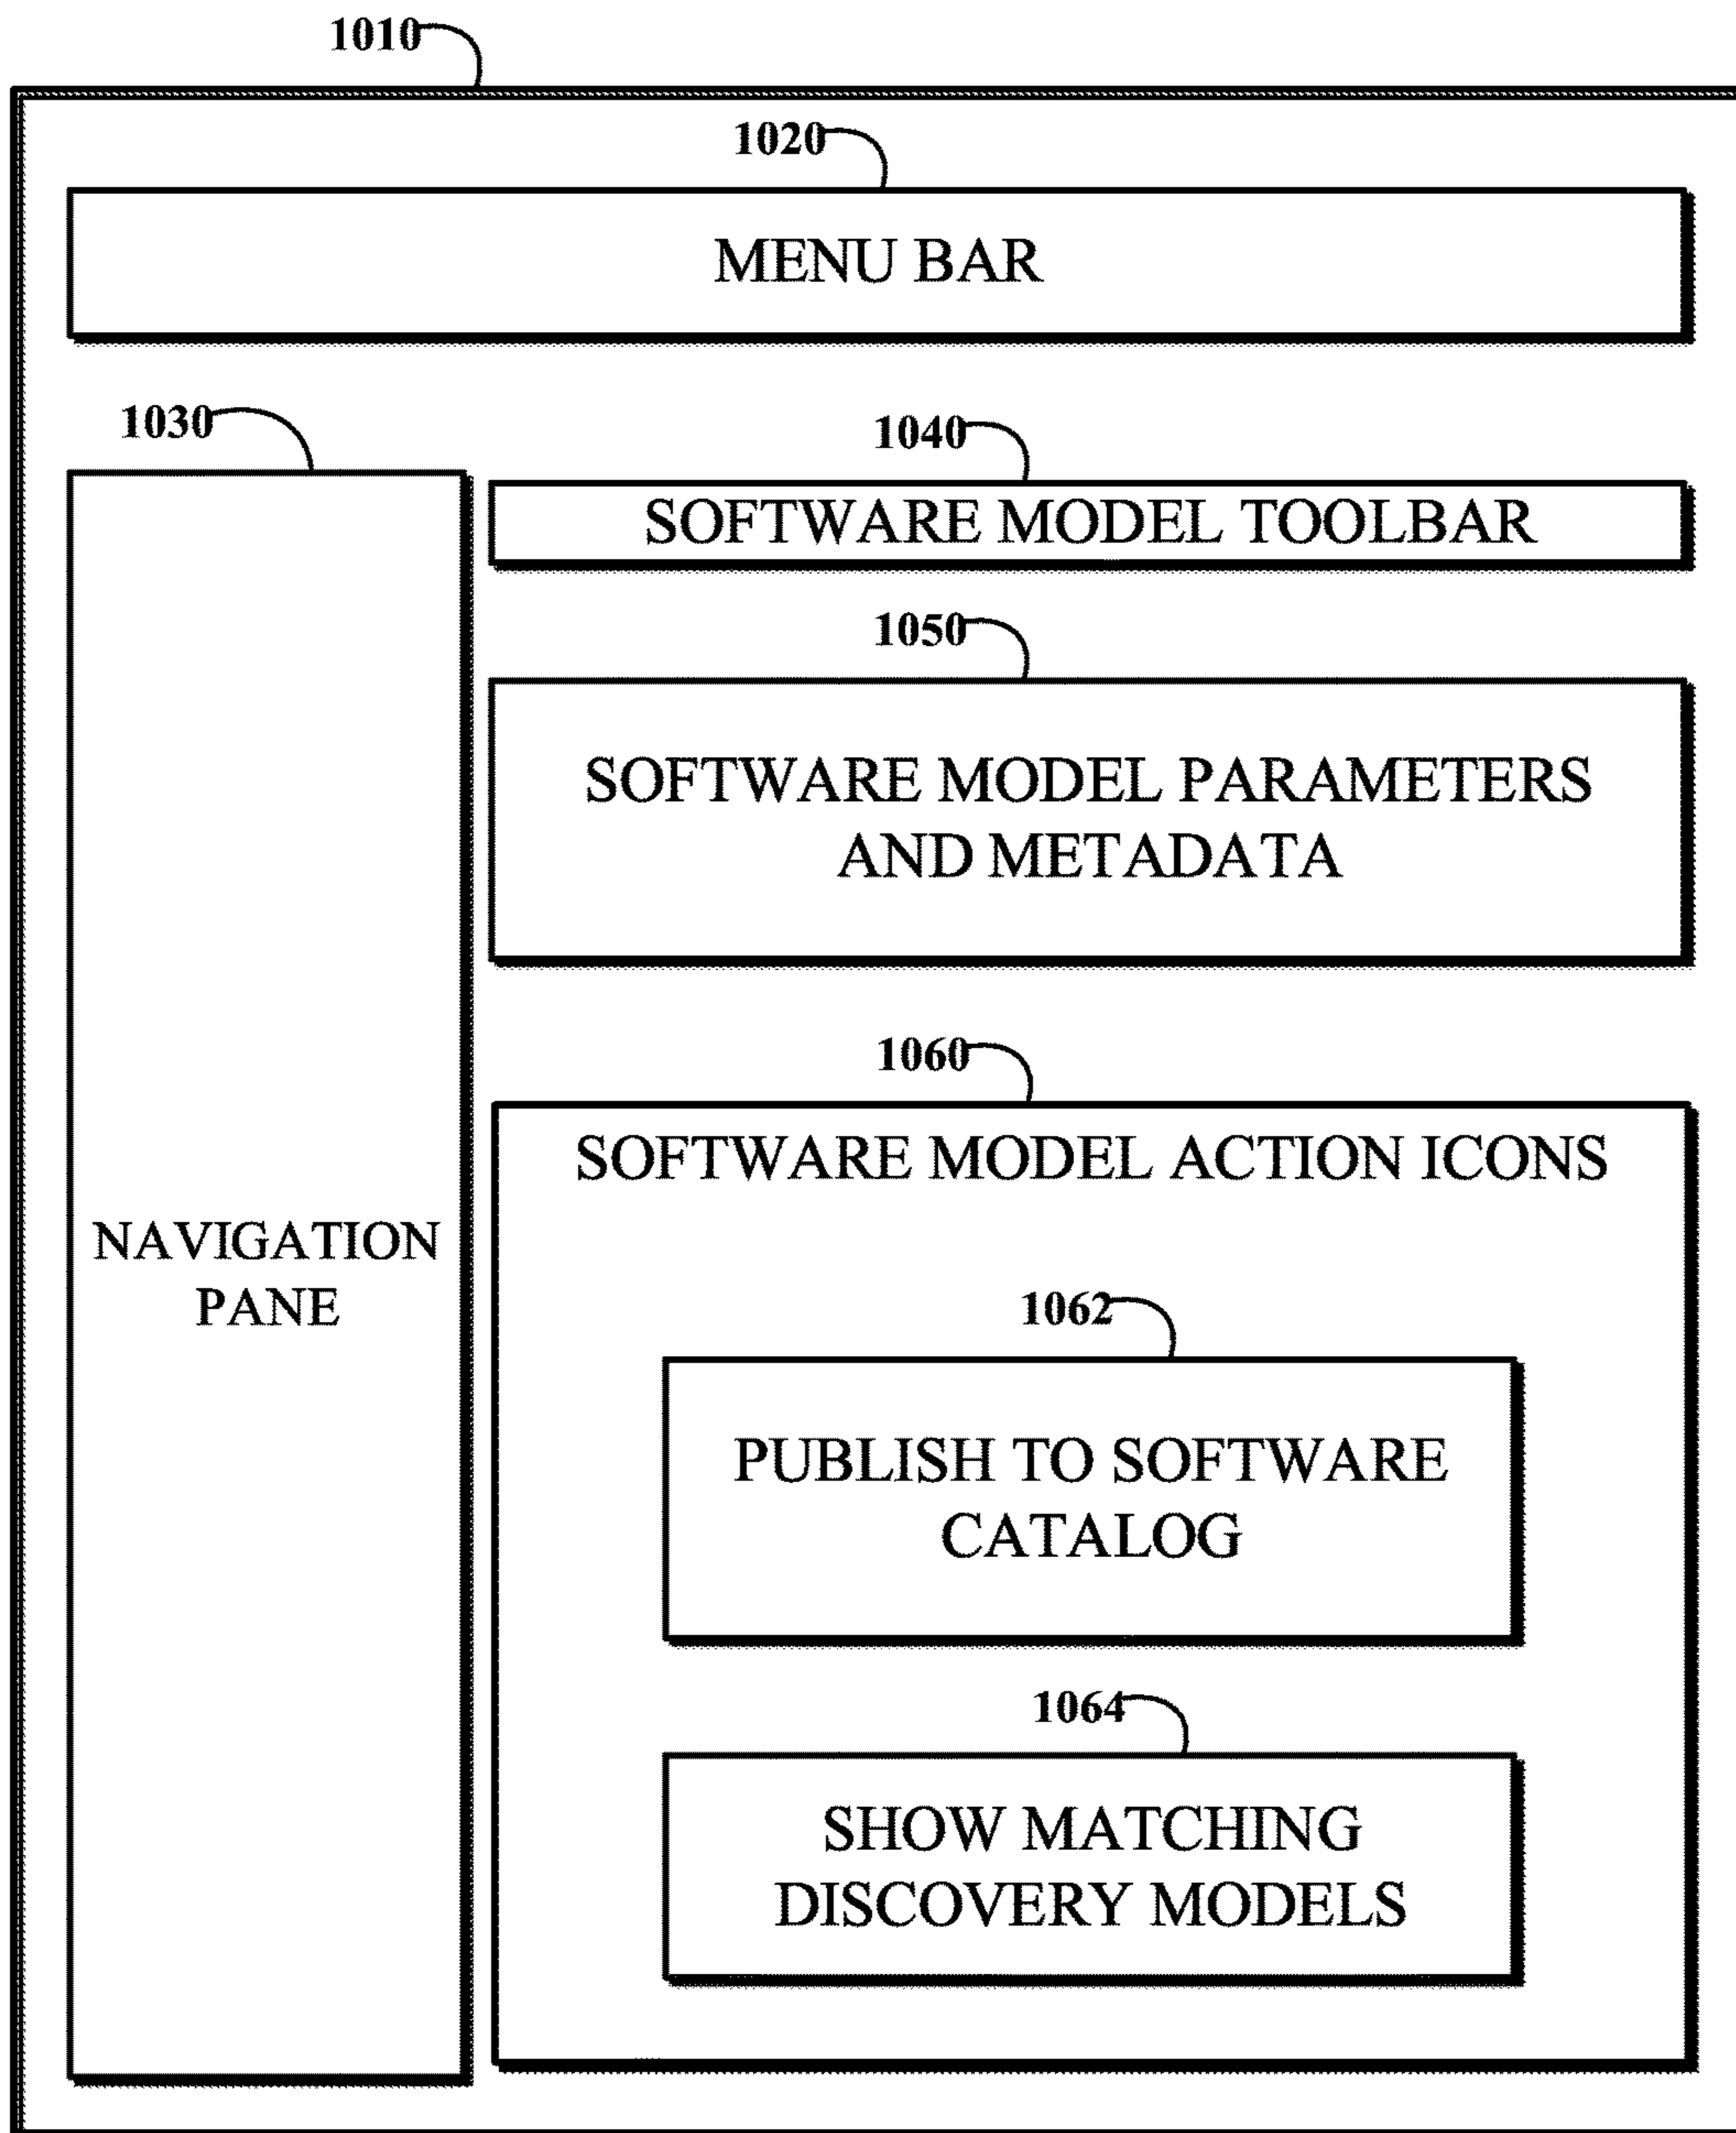 1010
1020
MENU BAR
1030
NAVIGATION
PANE
1040
SOFTWARE MODEL TOOLBAR
1050
SOFTWARE MODEL PARAMETERS
AND METADATA
1060
SOFTWARE MODEL ACTION ICONS
1062
PUBLISH TO SOFTWARE
CATALOG
1064
SHOW MATCHING
DISCOVERY MODELS